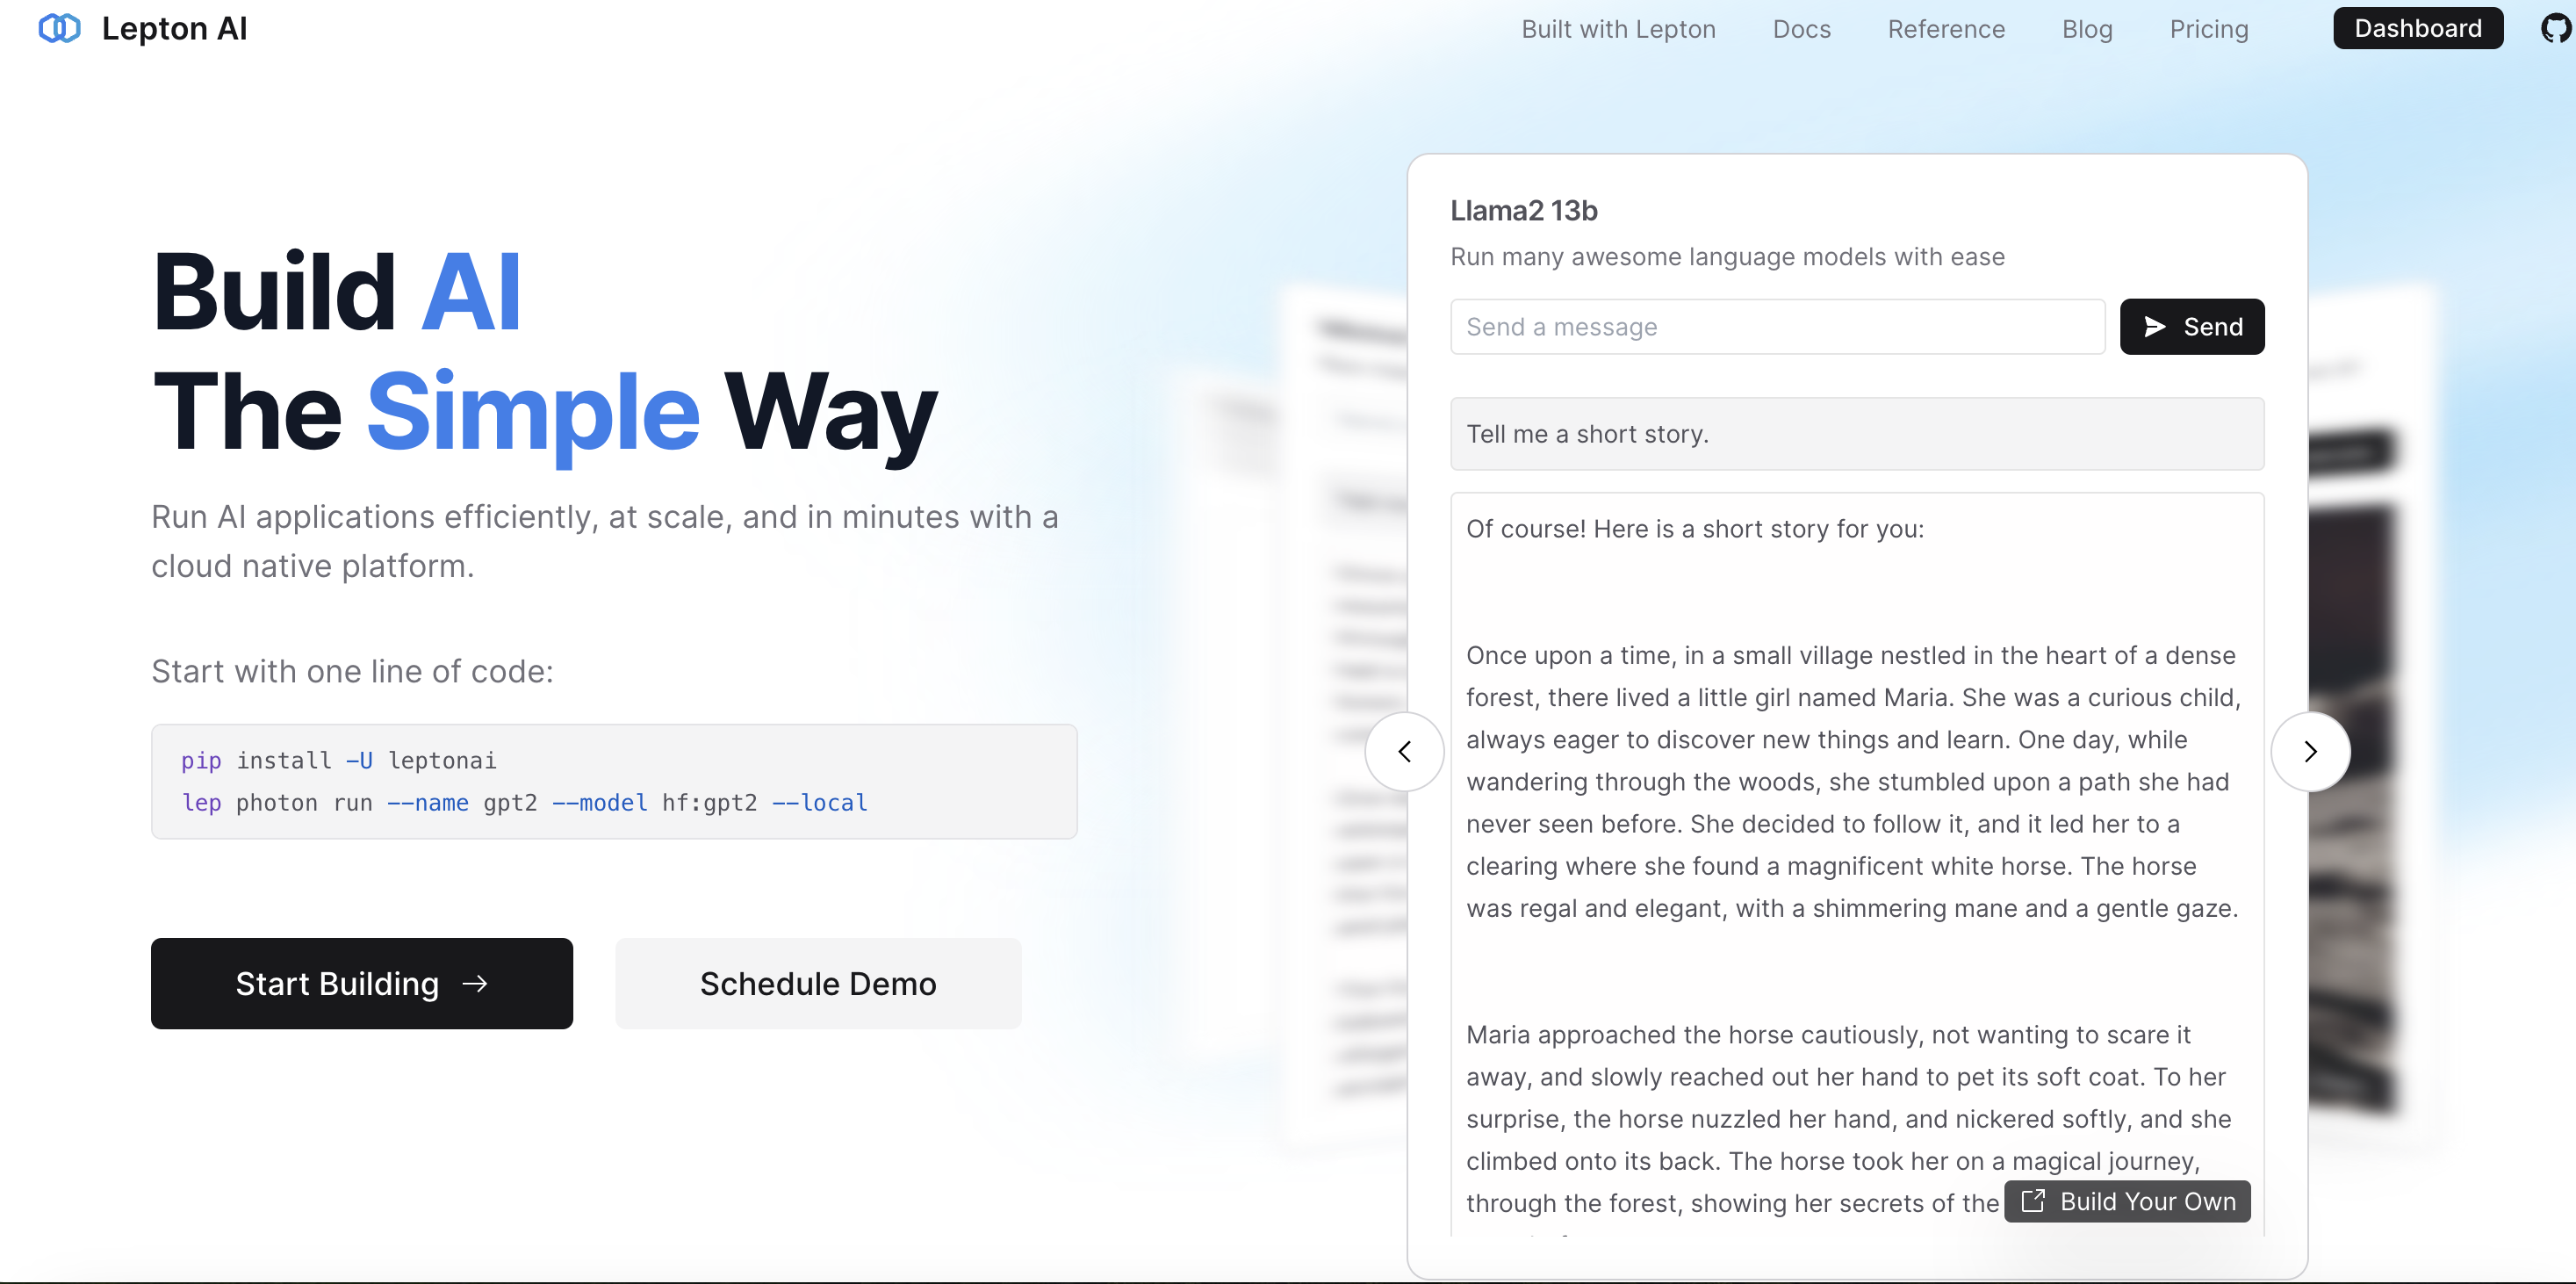 Lepton AI
Built with Lepton
Docs
Reference
Blog
Pricing
Dashboard
Build AI
The Simple Way
Run AI applications efficiently, at scale, and in minutes with a
cloud native platform.
Start with one line of code:
pip install -U leptonai
lep photon run --name gpt2 --model hf:gpt2 --local
Start Building →
Schedule Demo
Llama2 13b
Run many awesome language models with ease
Send a message
Send
Tell me a short story.
Of course! Here is a short story for you:
Once upon a time, in a small village nestled in the heart of a dense
forest, there lived a little girl named Maria. She was a curious child,
always eager to discover new things and learn. One day, while
wandering through the woods, she stumbled upon a path she had
never seen before. She decided to follow it, and it led her to a
clearing where she found a magnificent white horse. The horse
was regal and elegant, with a shimmering mane and a gentle gaze.
Maria approached the horse cautiously, not wanting to scare it
away, and slowly reached out her hand to pet its soft coat. To her
surprise, the horse nuzzled her hand, and nickered softly, and she
climbed onto its back. The horse took her on a magical journey,
through the forest, showing her secrets of the
Build Your Own